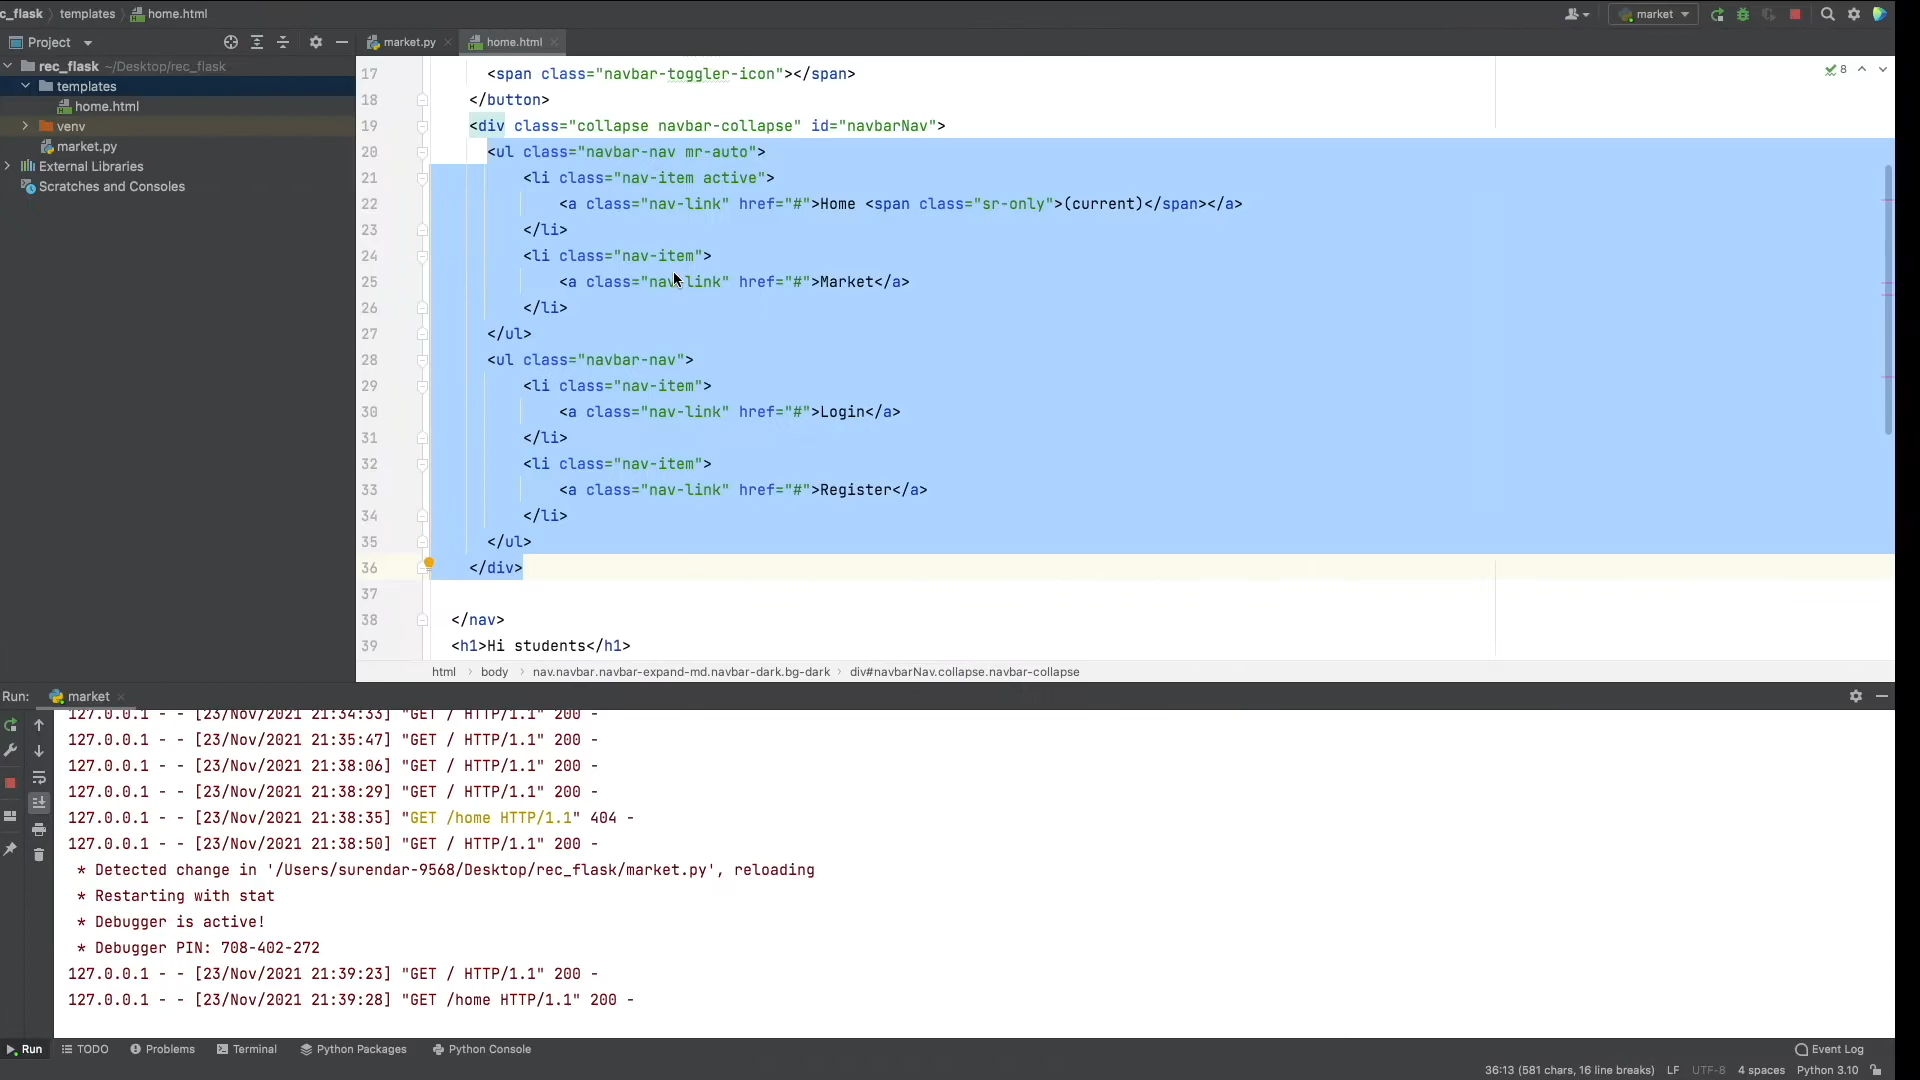 c_flask > templates > home.html
market
Project
market.py
home.html
rec_flask ~/Desktop/rec_flask
templates
home.html
venv
market.py
External Libraries
Scratches and Consoles
8
17 <span class="navbar-toggler-icon"></span>
18 </button>
19 <div class="collapse navbar-collapse" id="navbarNav">
20 <ul class="navbar-nav mr-auto">
21 <li class="nav-item active">
22 <a class="nav-link" href="#">Home <span class="sr-only">(current)</span></a>
23 </li>
24 <li class="nav-item">
25 <a class="nav-link" href="#">Market</a>
26 </li>
27 </ul>
28 <ul class="navbar-nav">
29 <li class="nav-item">
30 <a class="nav-link" href="#">Login</a>
31 </li>
32 <li class="nav-item">
33 <a class="nav-link" href="#">Register</a>
34 </li>
35 </ul>
36 </div>
37
38 </nav>
39 <h1>Hi students</h1>
html > body > nav.navbar.navbar-expand-md.navbar-dark.bg-dark > div#navbarNav.collapse.navbar-collapse
Run: market
127.0.0.1 - - [23/Nov/2021 21:34:33] "GET / HTTP/1.1" 200 -
127.0.0.1 - - [23/Nov/2021 21:35:47] "GET / HTTP/1.1" 200 -
127.0.0.1 - - [23/Nov/2021 21:38:06] "GET / HTTP/1.1" 200 -
127.0.0.1 - - [23/Nov/2021 21:38:29] "GET / HTTP/1.1" 200 -
127.0.0.1 - - [23/Nov/2021 21:38:35] "GET /home HTTP/1.1" 404 -
127.0.0.1 - - [23/Nov/2021 21:38:50] "GET / HTTP/1.1" 200 -
* Detected change in '/Users/surendar-9568/Desktop/rec_flask/market.py', reloading
* Restarting with stat
* Debugger is active!
* Debugger PIN: 708-402-272
127.0.0.1 - - [23/Nov/2021 21:39:23] "GET / HTTP/1.1" 200 -
127.0.0.1 - - [23/Nov/2021 21:39:28] "GET /home HTTP/1.1" 200 -
Run
TODO
Problems
Terminal
Python Packages
Python Console
Event Log
36:13 (581 chars, 16 line breaks) LF UTF-8 4 spaces Python 3.10